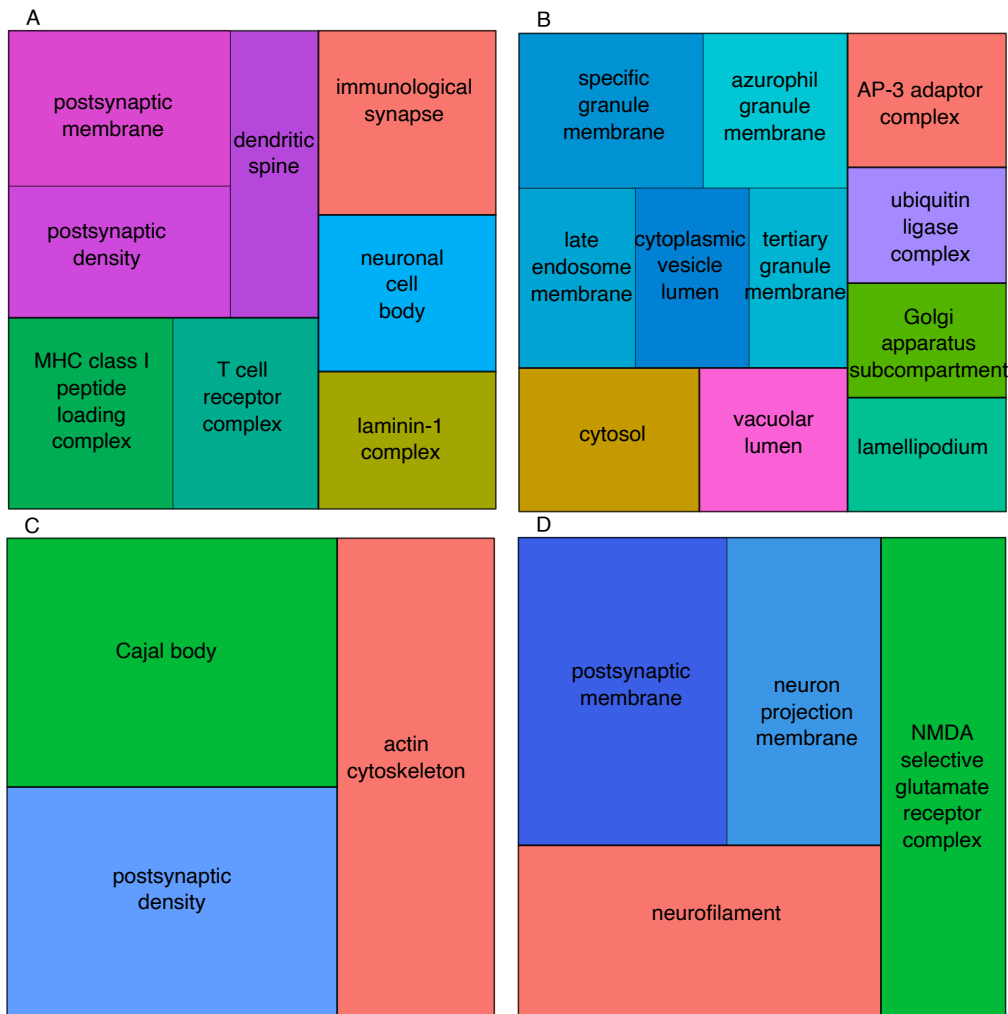 A
postsynaptic
membrane
dendritic
spine
immunological
synapse
postsynaptic
density
neuronal
cell
body
MHC class I
peptide
loading
complex
T cell
receptor
complex
laminin-1
complex
B
specific
granule
membrane
azurophil
granule
membrane
AP-3 adaptor
complex
late
endosome
membrane
cytoplasmic
vesicle
lumen
tertiary
granule
membrane
ubiquitin
ligase
complex
Golgi
apparatus
subcompartment
cytosol
vacuolar
lumen
lamellipodium
C
Cajal body
actin
cytoskeleton
postsynaptic
density
D
postsynaptic
membrane
neuron
projection
membrane
NMDA
selective
glutamate
receptor
complex
neurofilament